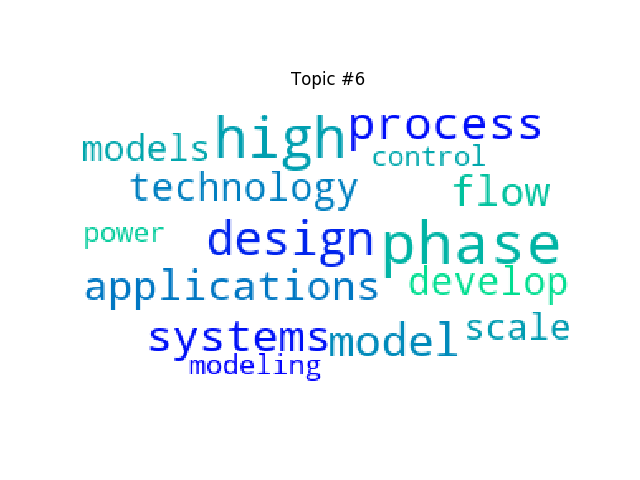 Topic #6
high process
models control
technology flow
power design phase
applications develop
systems model scale
modeling